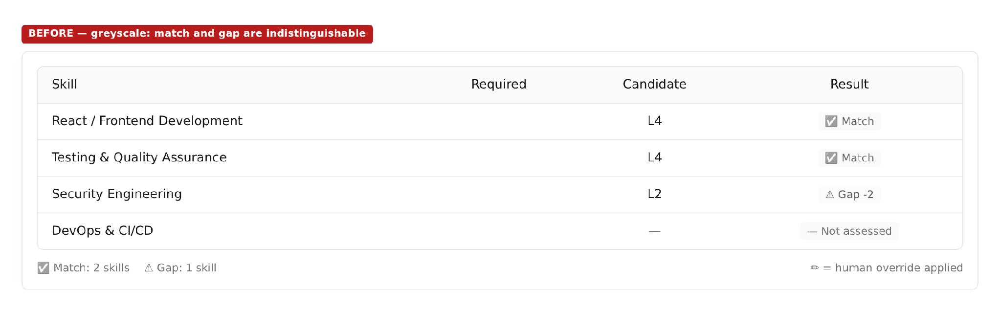 BEFORE — greyscale: match and gap are indistinguishable
Skill Required Candidate Result
React / Frontend Development L4 ☑ Match
Testing & Quality Assurance L4 ☑ Match
Security Engineering L2 ⚠ Gap -2
DevOps & CI/CD — — Not assessed
☑ Match: 2 skills ⚠ Gap: 1 skill ✏ = human override applied